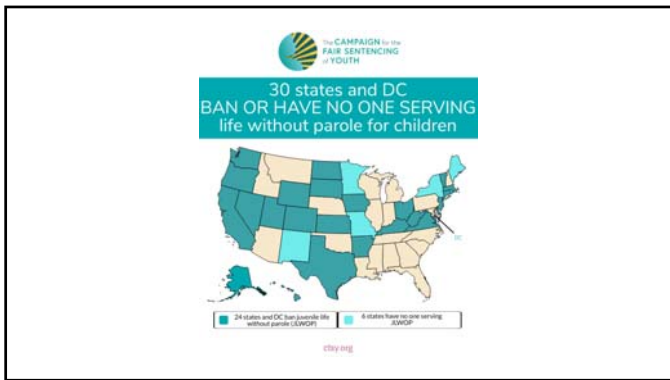 The CAMPAIGN for the
FAIR SENTENCING
of YOUTH
30 states and DC
BAN OR HAVE NO ONE SERVING
life without parole for children
DC
24 states and DC ban juvenile life
without parole (JLWOP)
6 states have no one serving
JLWOP
cfsy.org